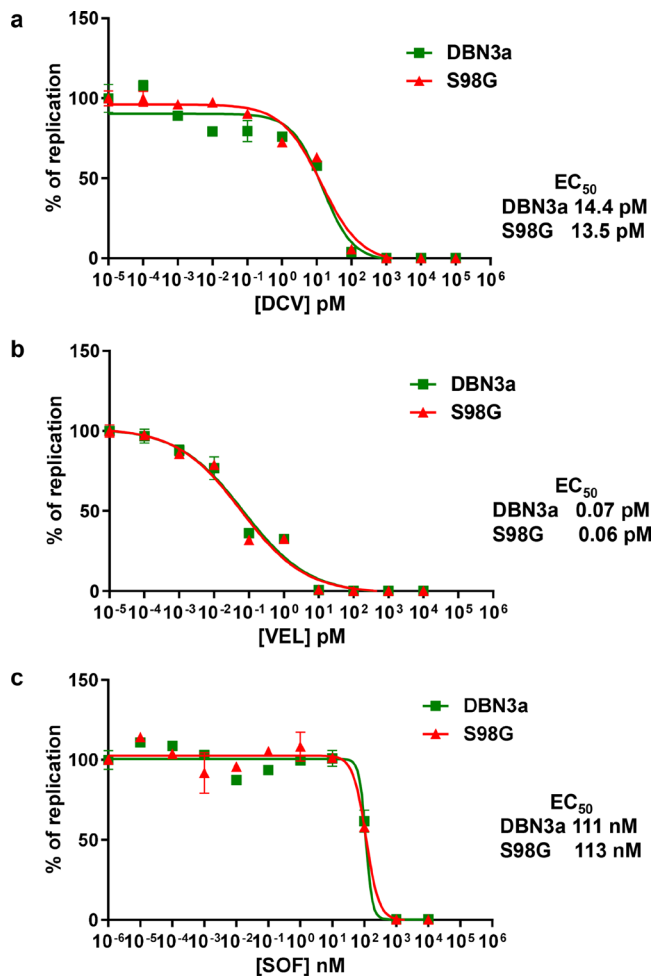 a
150
100
50
0
% of replication
DBN3a
S98G
EC₅₀
DBN3a 14.4 pM
S98G 13.5 pM
10⁻⁵ 10⁻⁴ 10⁻³ 10⁻² 10⁻¹ 10⁰ 10¹ 10² 10³ 10⁴ 10⁵ 10⁶
[DCV] pM
b
150
100
50
0
% of replication
DBN3a
S98G
EC₅₀
DBN3a 0.07 pM
S98G 0.06 pM
10⁻⁵ 10⁻⁴ 10⁻³ 10⁻² 10⁻¹ 10⁰ 10¹ 10² 10³ 10⁴ 10⁵ 10⁶
[VEL] pM
c
150
100
50
0
% of replication
DBN3a
S98G
EC₅₀
DBN3a 111 nM
S98G 113 nM
10⁻⁶ 10⁻⁵ 10⁻⁴ 10⁻³ 10⁻² 10⁻¹ 10⁰ 10¹ 10² 10³ 10⁴ 10⁵ 10⁶
[SOF] nM